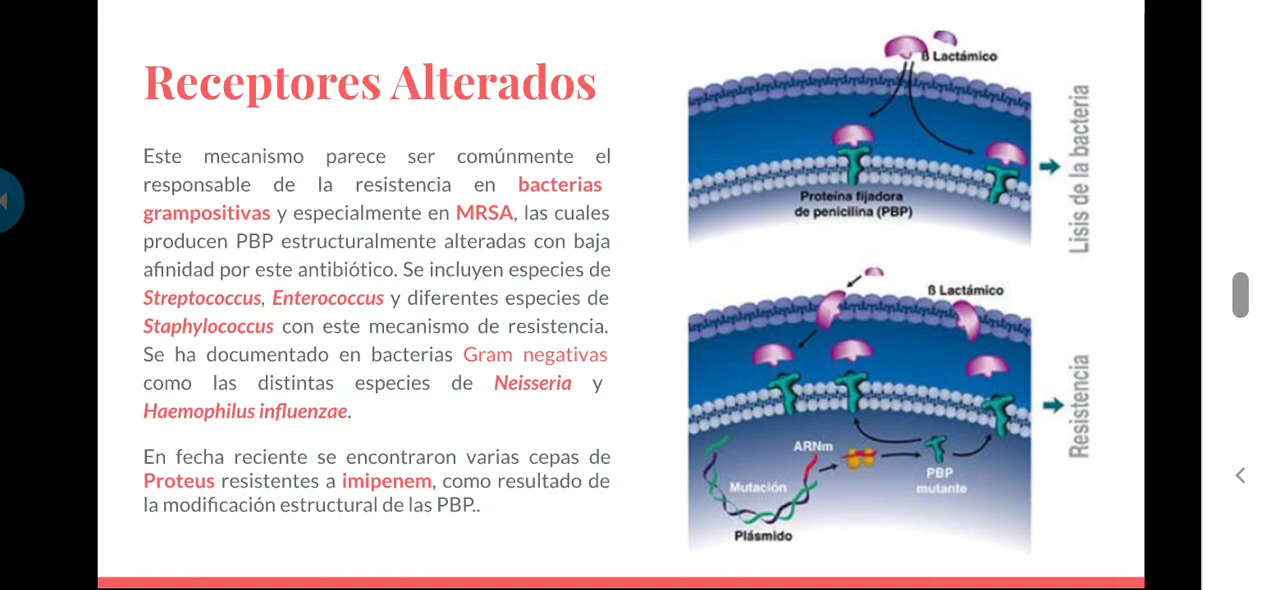 Receptores Alterados
Este mecanismo parece ser comúnmente el
responsable de la resistencia en bacterias
grampositivas y especialmente en MRSA, las cuales
producen PBP estructuralmente alteradas con baja
afinidad por este antibiótico. Se incluyen especies de
Streptococcus, Enterococcus y diferentes especies de
Staphylococcus con este mecanismo de resistencia.
Se ha documentado en bacterias Gram negativas
como las distintas especies de Neisseria y
Haemophilus influenzae.
En fecha reciente se encontraron varias cepas de
Proteus resistentes a imipenem, como resultado de
la modificación estructural de las PBP..
ß Lactámico
Proteína fijadora
de penicilina (PBP)
Lisis de la bacteria
ß Lactámico
ARNm
Mutación
PBP
mutante
Plásmido
Resistencia